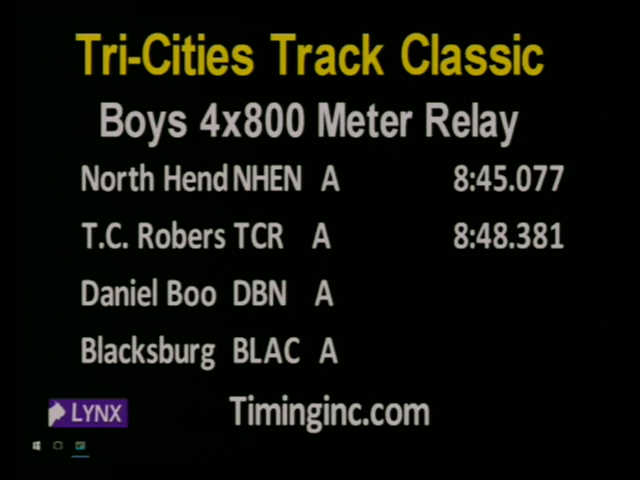 Tri-Cities Track Classic
Boys 4x800 Meter Relay
North Hend NHEN A 8:45.077
T.C. Robers TCR A 8:48.381
Daniel Boo DBN A
Blacksburg BLAC A
LYNX Timinginc.com